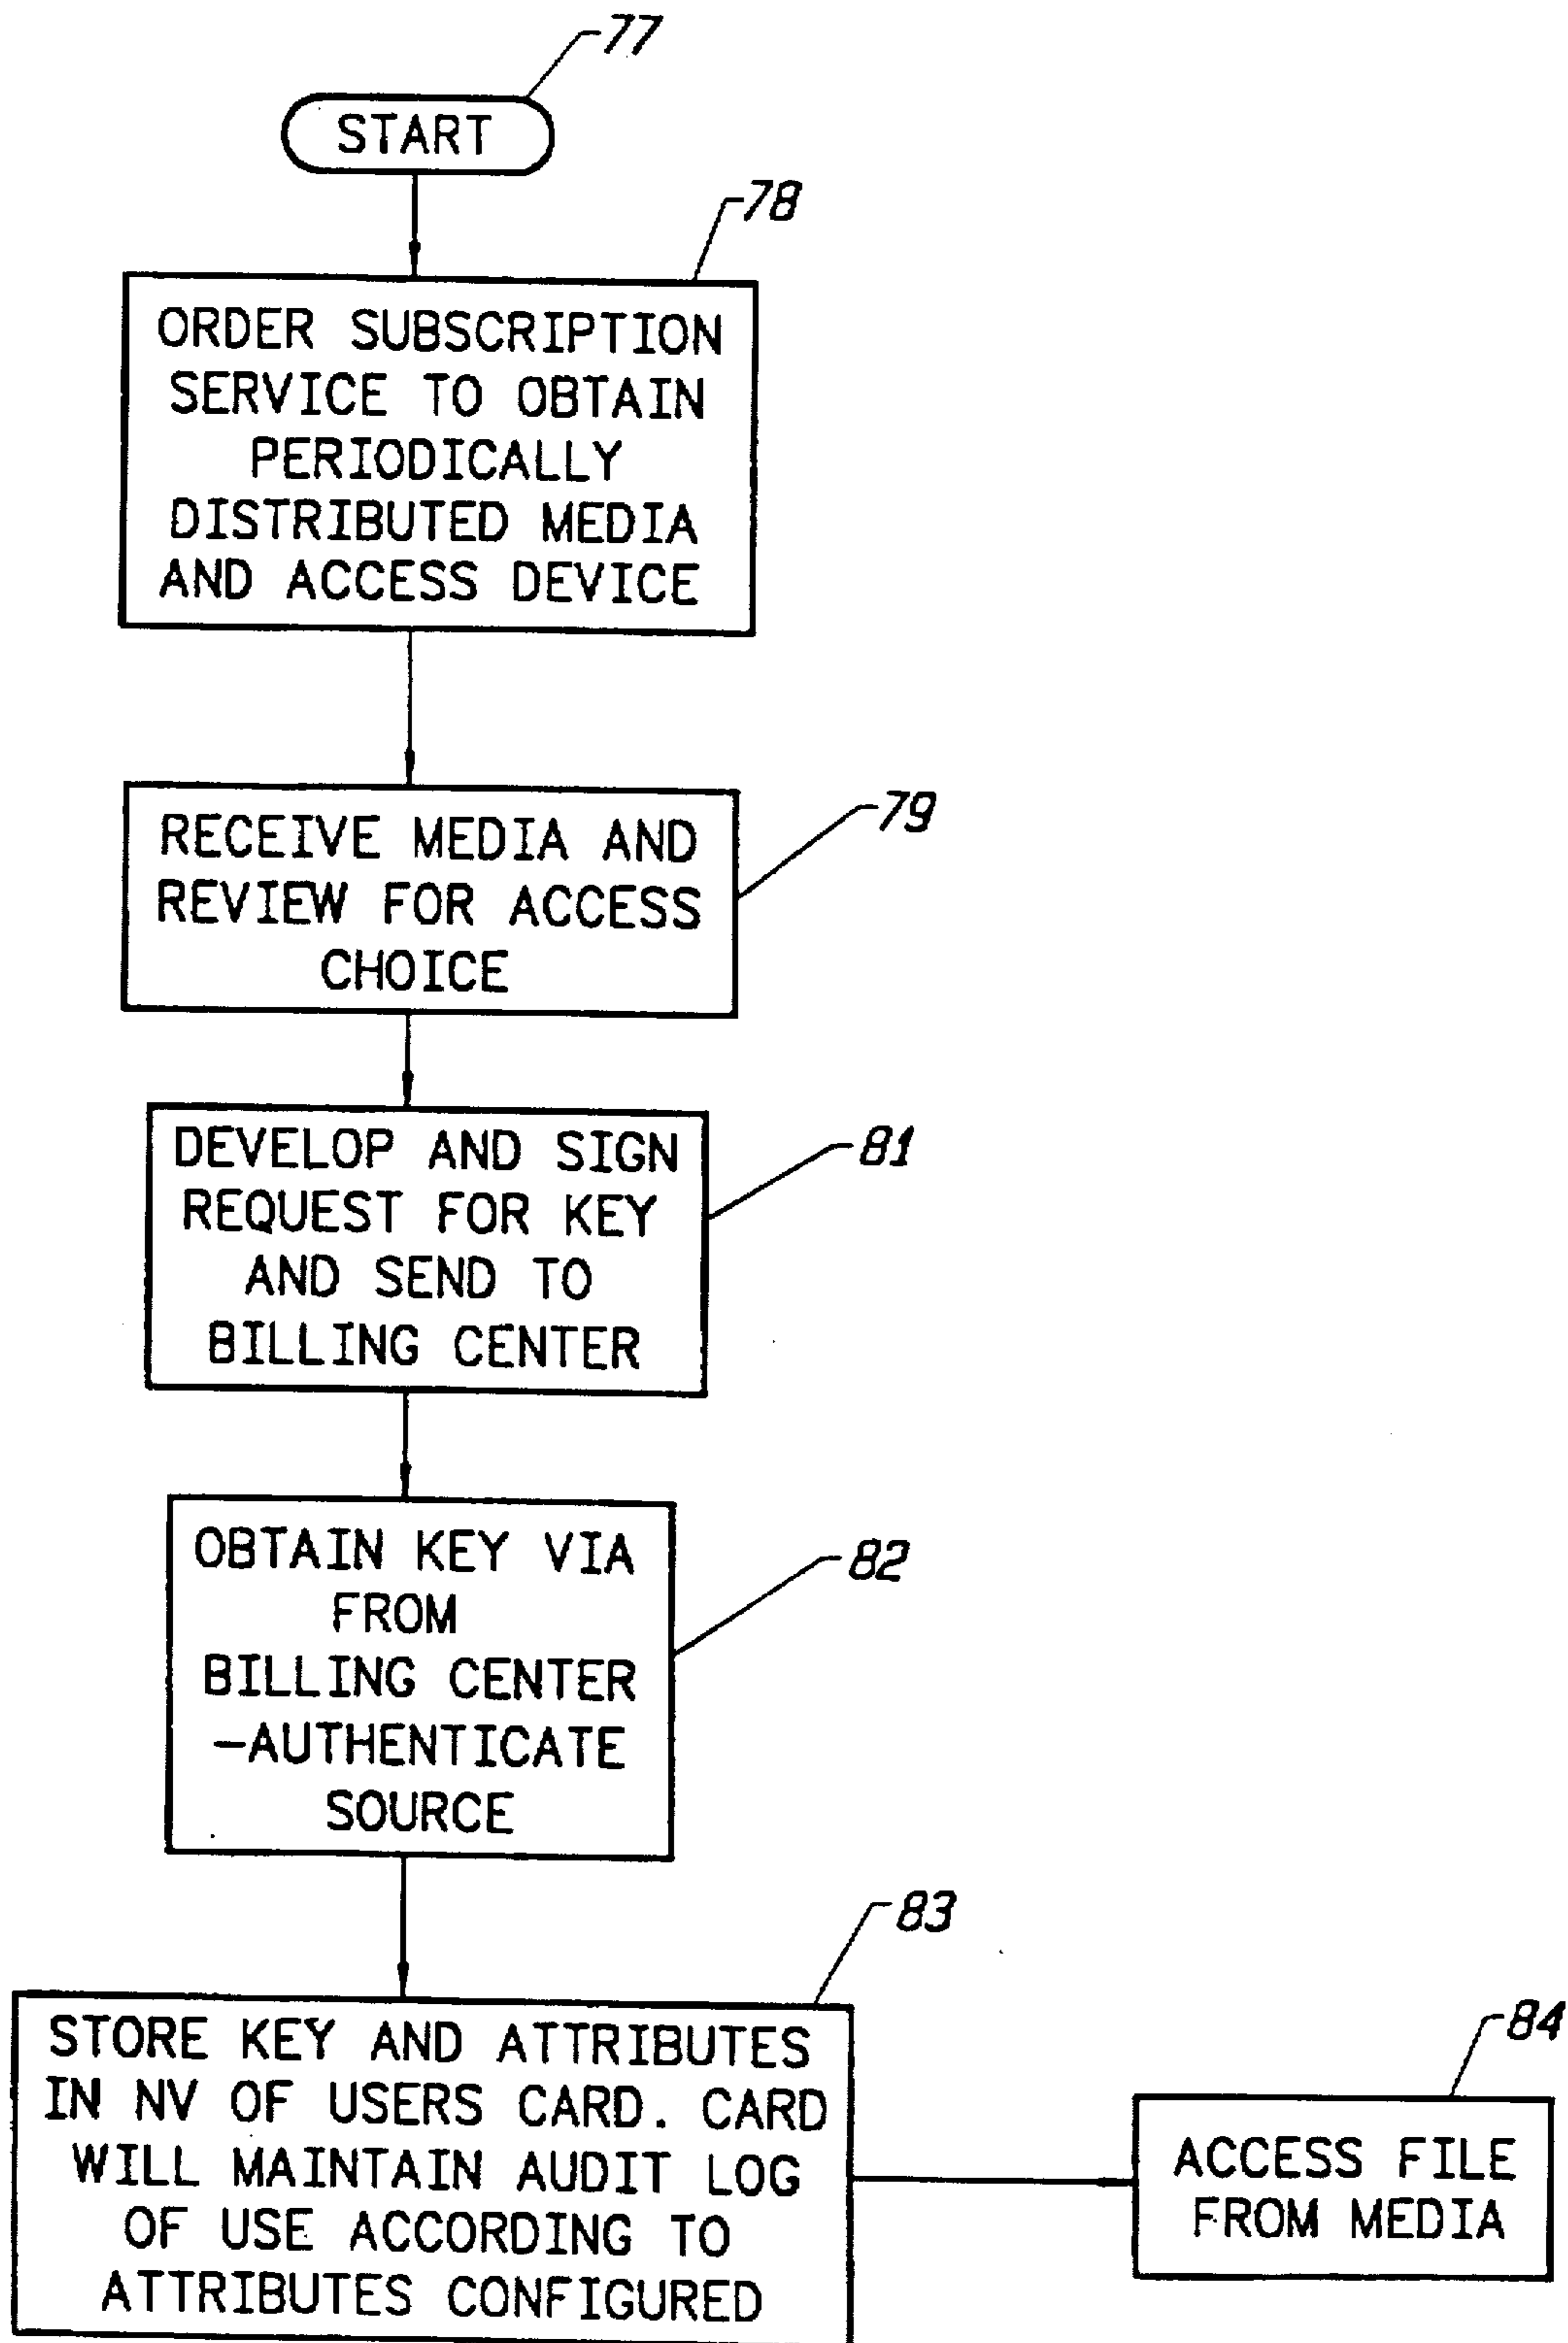 77
START
78
ORDER SUBSCRIPTION
SERVICE TO OBTAIN
PERIODICALLY
DISTRIBUTED MEDIA
AND ACCESS DEVICE
79
RECEIVE MEDIA AND
REVIEW FOR ACCESS
CHOICE
81
DEVELOP AND SIGN
REQUEST FOR KEY
AND SEND TO
BILLING CENTER
82
OBTAIN KEY VIA
FROM
BILLING CENTER
-AUTHENTICATE
SOURCE
83
STORE KEY AND ATTRIBUTES
IN NV OF USERS CARD. CARD
WILL MAINTAIN AUDIT LOG
OF USE ACCORDING TO
ATTRIBUTES CONFIGURED
84
ACCESS FILE
FROM MEDIA